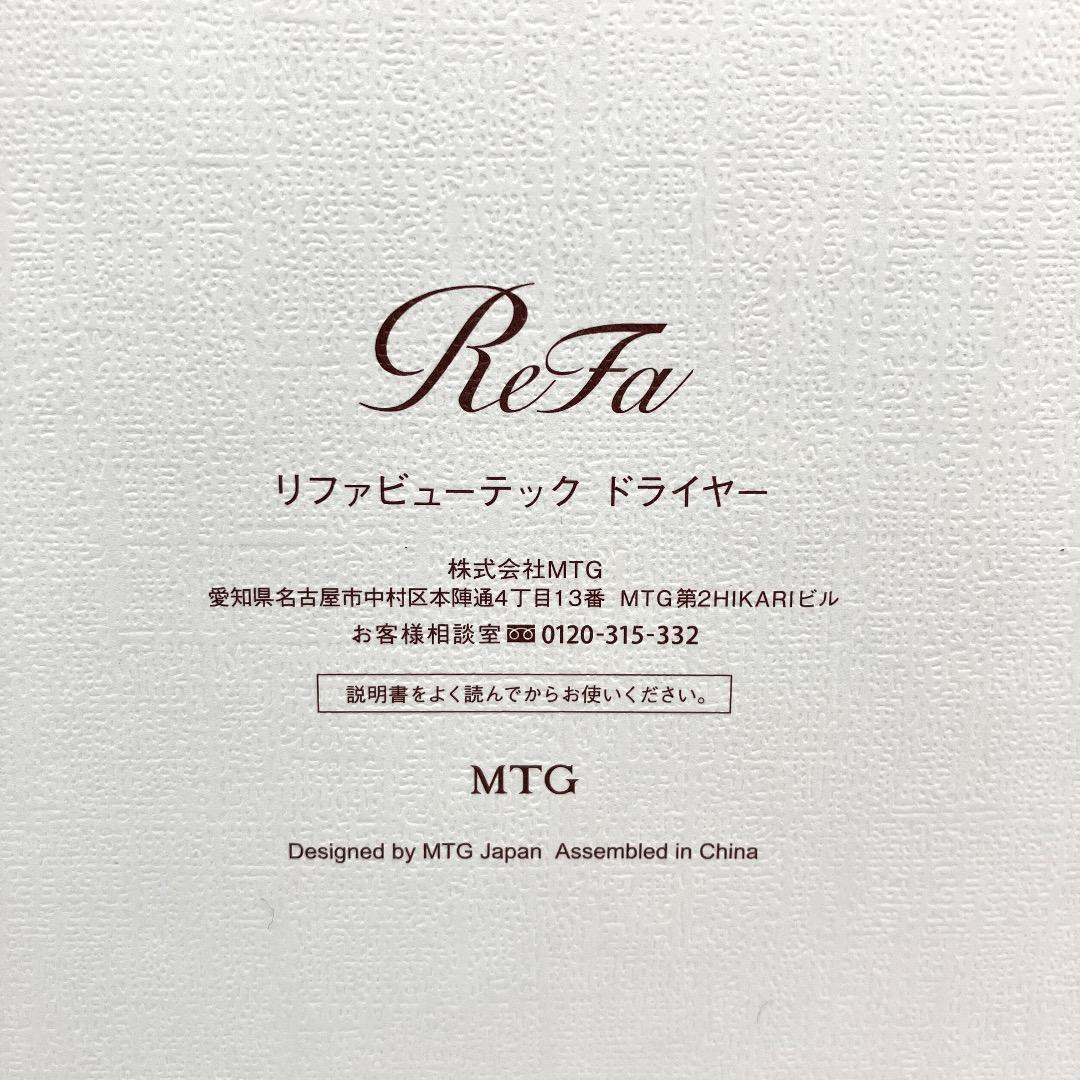 ReFa
リファビューテック ドライヤー
株式会社MTG
愛知県名古屋市中村区本陣通4丁目13番 MTG第2HIKARIビル
お客様相談室 0120-315-332
説明書をよく読んでからお使いください。
MTG
Designed by MTG Japan Assembled in China